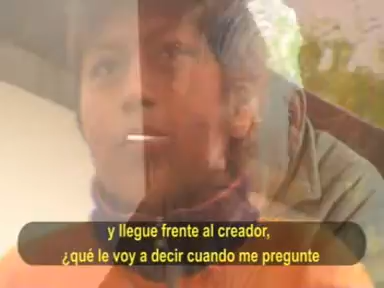 y llegue frente al creador,
¿qué le voy a decir cuando me pregunte